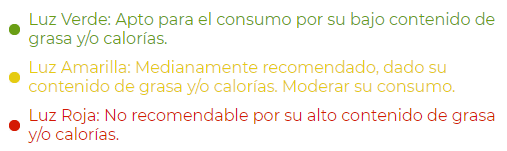 Luz Verde: Apto para el consumo por su bajo contenido de
grasa y/o calorías.
Luz Amarilla: Medianamente recomendado, dado su
contenido de grasa y/o calorías. Moderar su consumo.
Luz Roja: No recomendable por su alto contenido de grasa
y/o calorías.